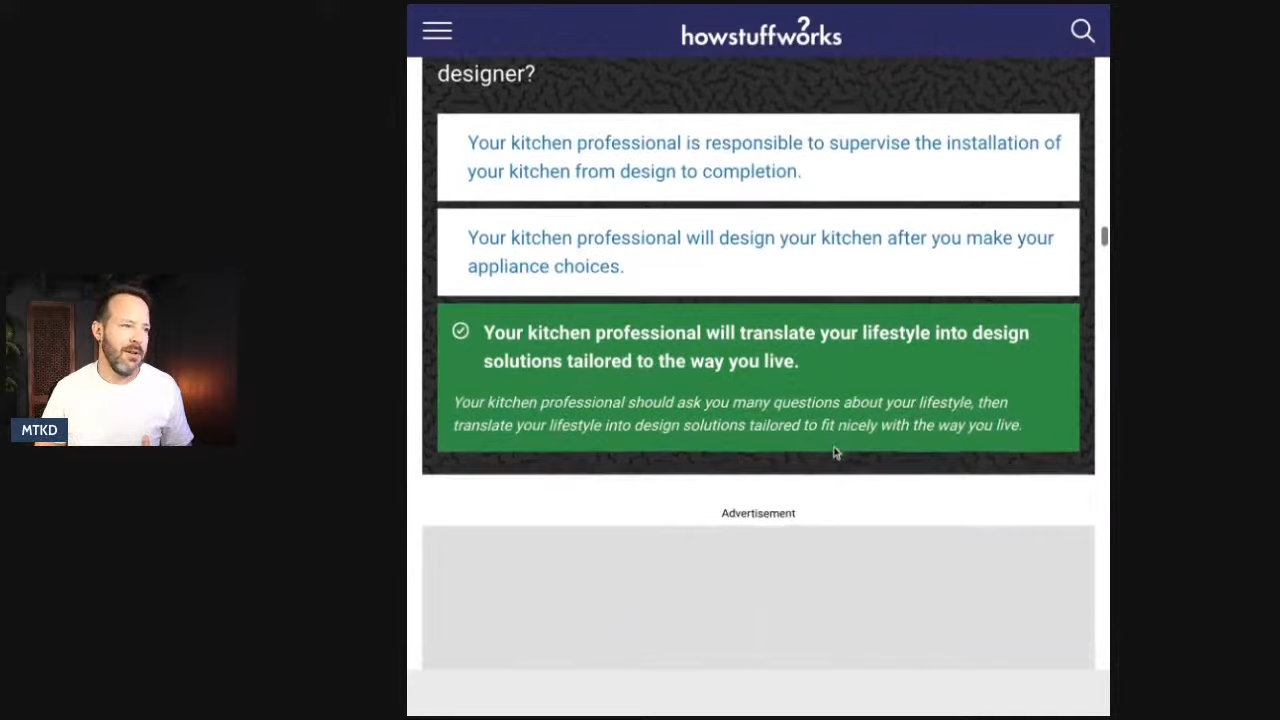 howstuffworks
designer?
Your kitchen professional is responsible to supervise the installation of
your kitchen from design to completion.
Your kitchen professional will design your kitchen after you make your
appliance choices.
Your kitchen professional will translate your lifestyle into design
solutions tailored to the way you live.
Your kitchen professional should ask you many questions about your lifestyle, then
translate your lifestyle into design solutions tailored to fit nicely with the way you live.
MTKD
Advertisement